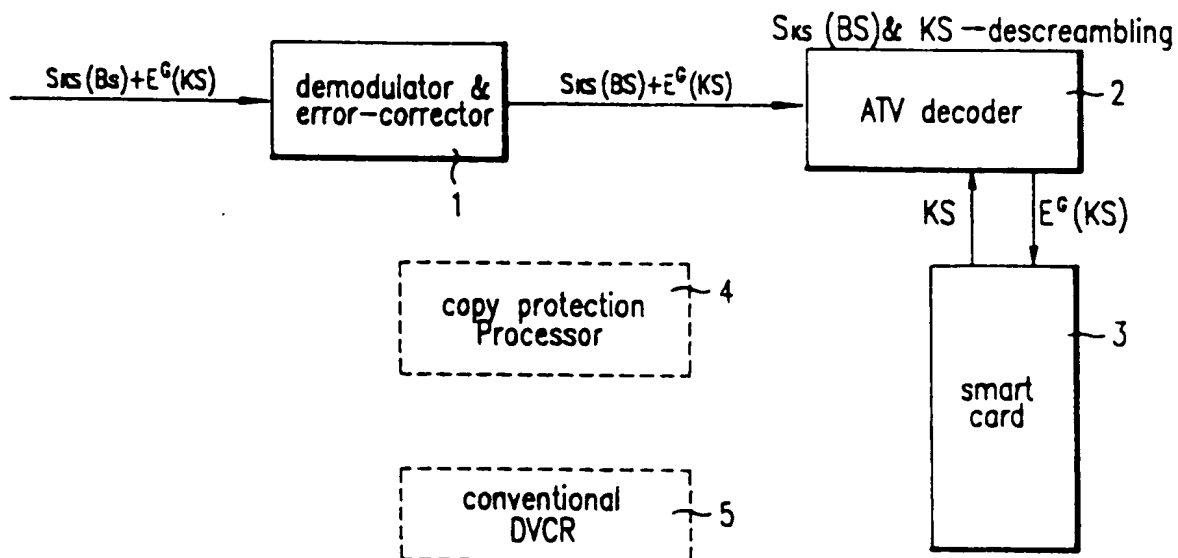 SKS (BS)& KS-descreambling
SKS(BS)+E^G(KS)
demodulator &
error-corrector
1
SKS(BS)+E^G(KS)
ATV decoder
2
KS
E^G(KS)
copy protection
Processor
4
smart
card
3
conventional
DVCR
5